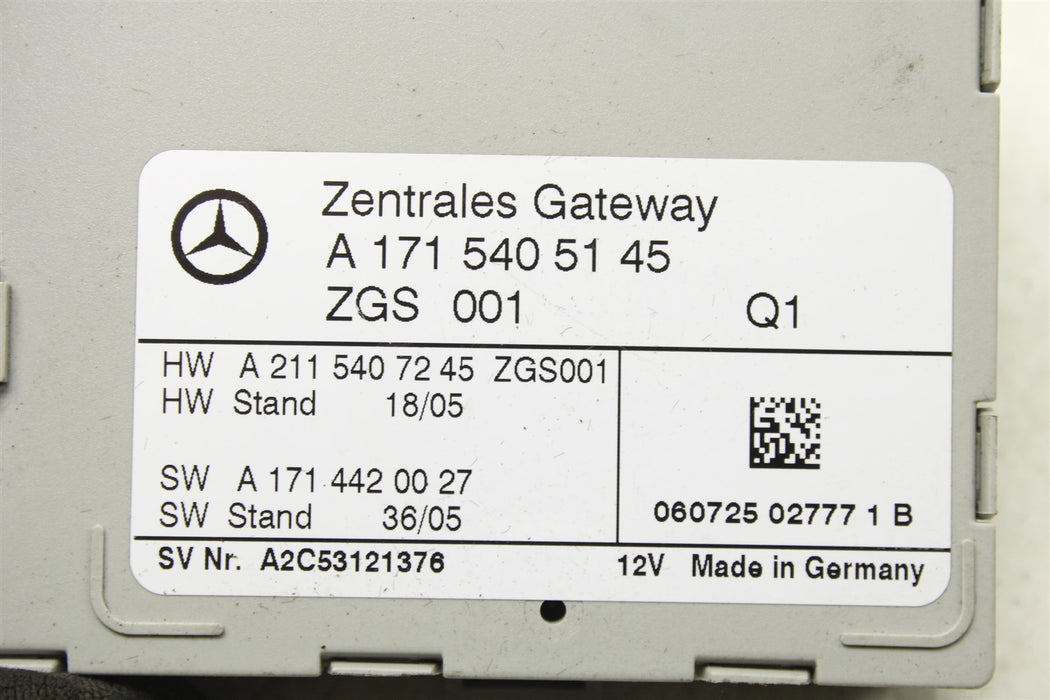 Zentrales Gateway
A 171 540 51 45
ZGS 001 Q1
HW A 211 540 72 45 ZGS001
HW Stand 18/05
SW A 171 442 00 27
SW Stand 36/05
060725 02777 1 B
SV Nr. A2C53121376
12V Made in Germany